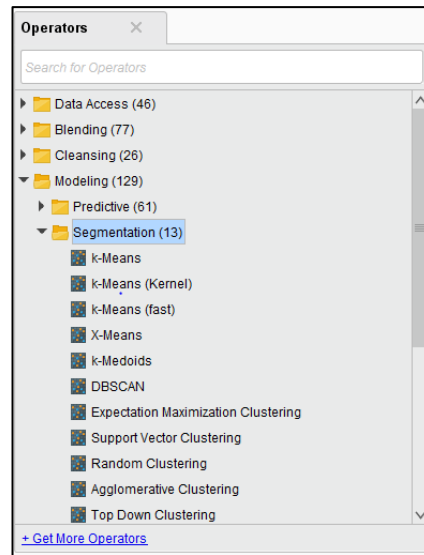 Operators
Search for Operators
Data Access (46)
Blending (77)
Cleansing (26)
Modeling (129)
Predictive (61)
Segmentation (13)
k-Means
k-Means (Kernel)
k-Means (fast)
X-Means
k-Medoids
DBSCAN
Expectation Maximization Clustering
Support Vector Clustering
Random Clustering
Agglomerative Clustering
Top Down Clustering
+ Get More Operators